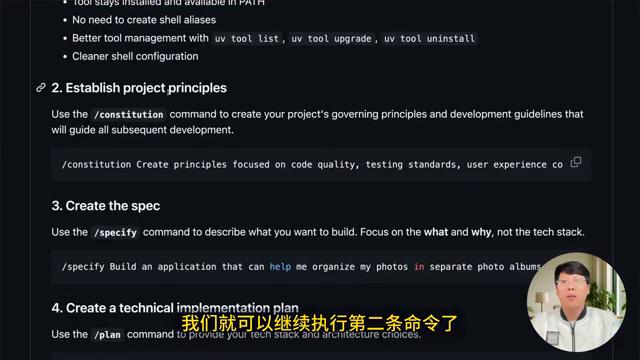 Tool stays installed and available in PATH
No need to create shell aliases
Better tool management with uv tool list, uv tool upgrade, uv tool uninstall
Cleaner shell configuration
2. Establish project principles
Use the /constitution command to create your project's governing principles and development guidelines that
will guide all subsequent development.
/constitution Create principles focused on code quality, testing standards, user experience co
3. Create the spec
Use the /specify command to describe what you want to build. Focus on the what and why, not the tech stack.
/specify Build an application that can help me organize my photos in separate photo albums
4. Create a technical implementation plan
我们就可以继续执行第二条命令了
Use the /plan command to provide your tech stack and architecture choices.